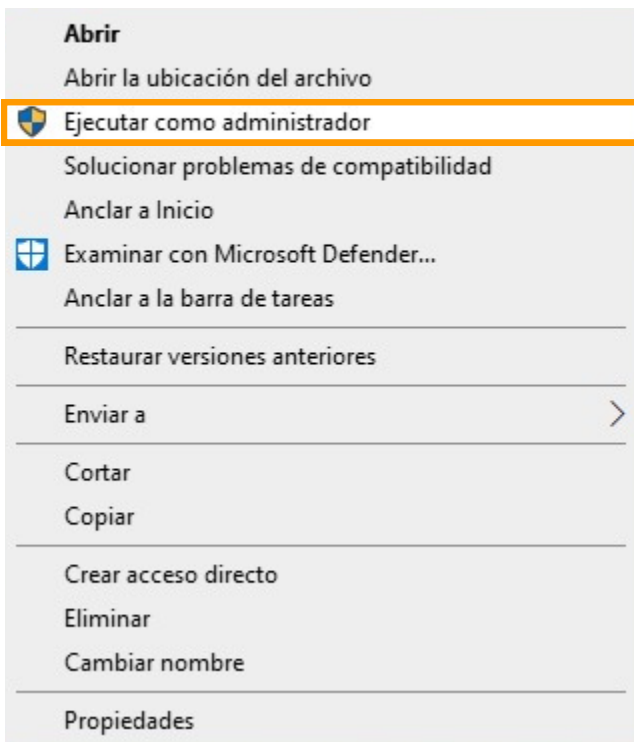 Abrir
Abrir la ubicación del archivo
Ejecutar como administrador
Solucionar problemas de compatibilidad
Anclar a Inicio
Examinar con Microsoft Defender...
Anclar a la barra de tareas
Restaurar versiones anteriores
Enviar a
Cortar
Copiar
Crear acceso directo
Eliminar
Cambiar nombre
Propiedades